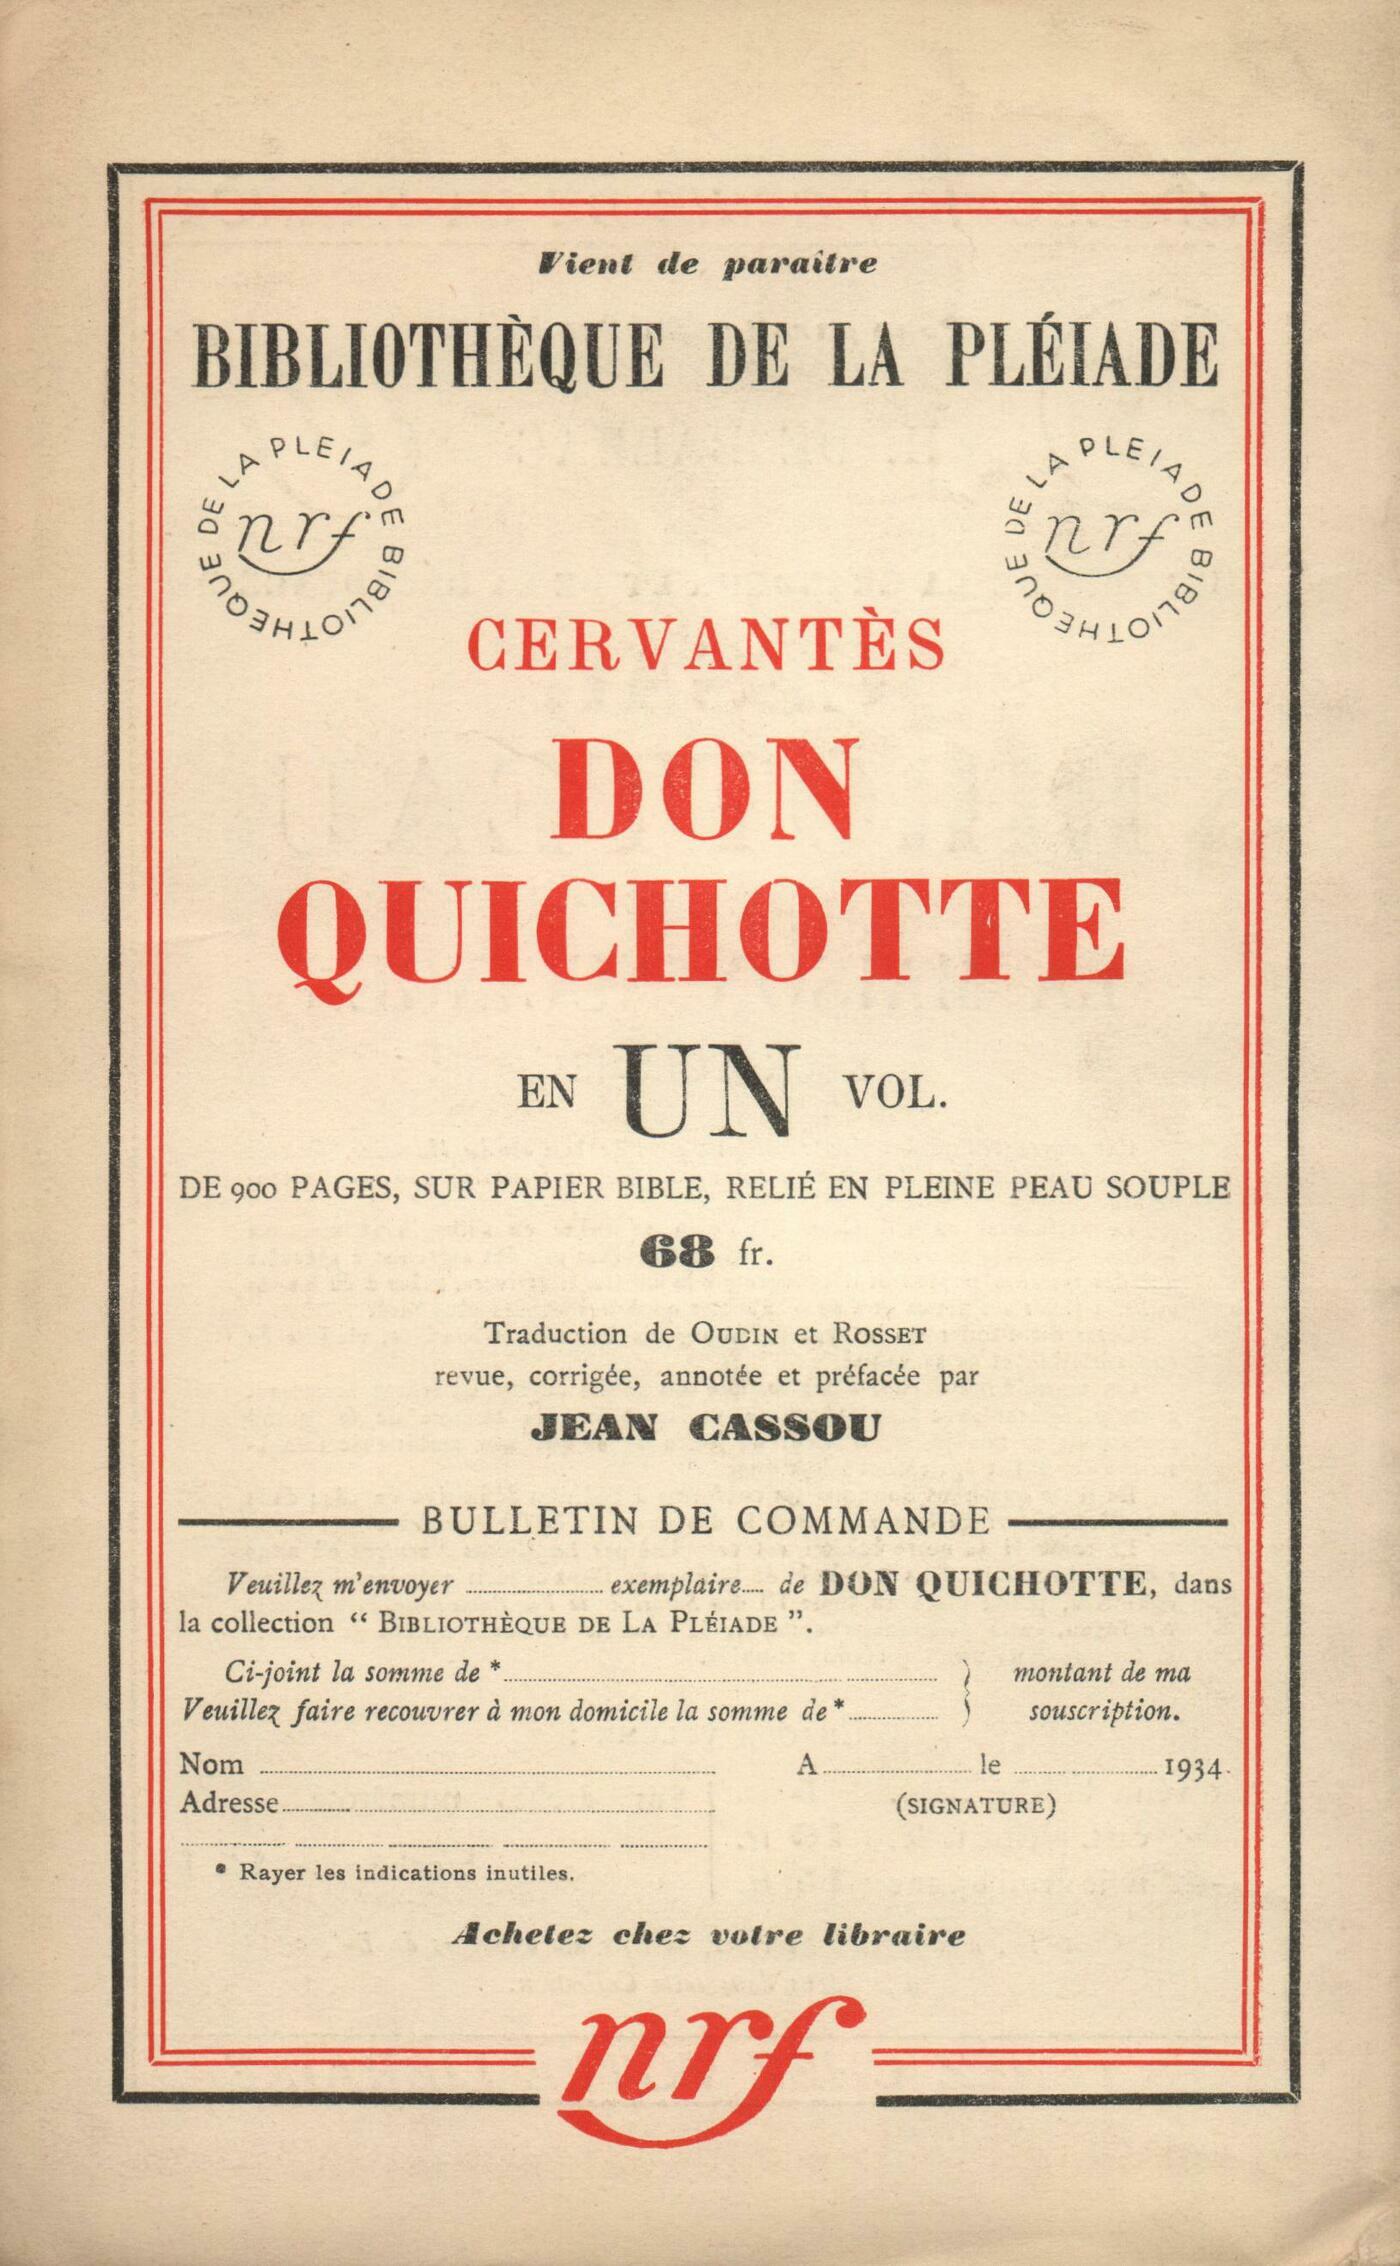 Vient de paraître
BIBLIOTHÈQUE DE LA PLÉIADE
BIBLIOTHEQUE DE LA PLEIADE
nrf
BIBLIOTHEQUE DE LA PLEIADE
nrf
CERVANTÈS
DON
QUICHOTTE
EN UN VOL.
DE 900 PAGES, SUR PAPIER BIBLE, RELIÉ EN PLEINE PEAU SOUPLE
68 fr.
Traduction de OUDIN et ROSSET
revue, corrigée, annotée et préfacée par
JEAN CASSOU
BULLETIN DE COMMANDE
Veuillez m'envoyer .......... exemplaire.... de DON QUICHOTTE, dans
la collection “ BIBLIOTHÈQUE DE LA PLÉIADE ”.
Ci-joint la somme de *.......... } montant de ma
Veuillez faire recouvrer à mon domicile la somme de*.......... } souscription.
Nom .......... A .......... le .......... 1934.
Adresse..........
(SIGNATURE)
* Rayer les indications inutiles.
Achetez chez votre libraire
nrf